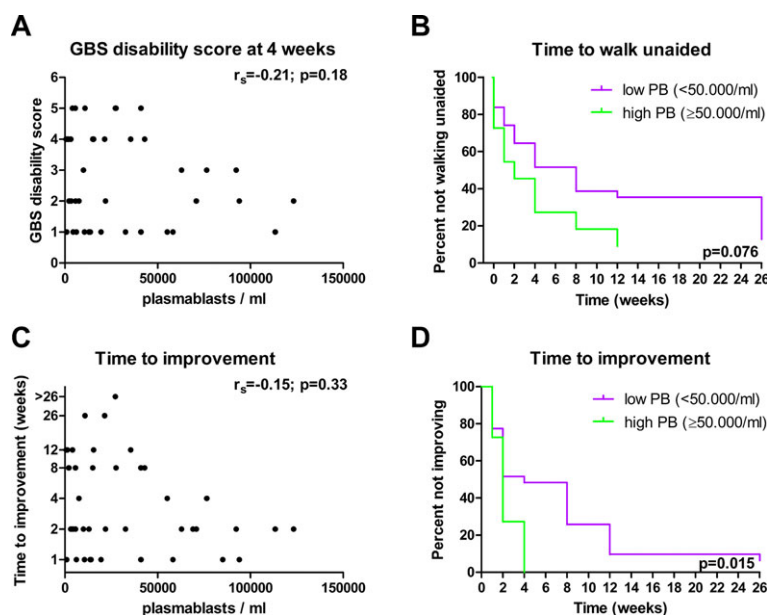 A
GBS disability score at 4 weeks
rs=-0.21; p=0.18
GBS disability score
6
5
4
3
2
1
0
0 50000 100000 150000
plasmablasts / ml
B
Time to walk unaided
low PB (<50.000/ml)
high PB (≥50.000/ml)
Percent not walking unaided
100
80
60
40
20
0
p=0.076
0 2 4 6 8 10 12 14 16 18 20 22 24 26
Time (weeks)
C
Time to improvement
rs=-0.15; p=0.33
Time to improvement (weeks)
>26
26
12
8
4
2
1
0 50000 100000 150000
plasmablasts / ml
D
Time to improvement
low PB (<50.000/ml)
high PB (≥50.000/ml)
Percent not improving
100
80
60
40
20
0
p=0.015
0 2 4 6 8 10 12 14 16 18 20 22 24 26
Time (weeks)